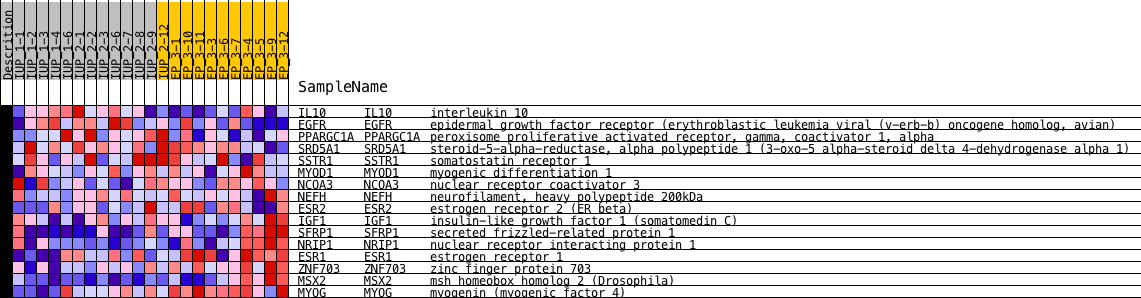 Descrition
IUP_1-1
IUP_1-2
IUP_1-3
IUP_1-4
IUP_1-6
IUP_2-1
IUP_2-2
IUP_2-3
IUP_2-6
IUP_2-7
IUP_2-8
IUP_2-9
IUP_2-12
EP_3-1
EP_3-10
EP_3-11
EP_3-3
EP_3-6
EP_3-7
EP_3-4
EP_3-5
EP_3-9
EP_3-12
SampleName
IL10 IL10 interleukin 10
EGFR EGFR epidermal growth factor receptor (erythroblastic leukemia viral (v-erb-b) oncogene homolog, avian)
PPARGC1A PPARGC1A peroxisome proliferative activated receptor, gamma, coactivator 1, alpha
SRD5A1 SRD5A1 steroid-5-alpha-reductase, alpha polypeptide 1 (3-oxo-5 alpha-steroid delta 4-dehydrogenase alpha 1)
SSTR1 SSTR1 somatostatin receptor 1
MYOD1 MYOD1 myogenic differentiation 1
NCOA3 NCOA3 nuclear receptor coactivator 3
NEFH NEFH neurofilament, heavy polypeptide 200kDa
ESR2 ESR2 estrogen receptor 2 (ER beta)
IGF1 IGF1 insulin-like growth factor 1 (somatomedin C)
SFRP1 SFRP1 secreted frizzled-related protein 1
NRIP1 NRIP1 nuclear receptor interacting protein 1
ESR1 ESR1 estrogen receptor 1
ZNF703 ZNF703 zinc finger protein 703
MSX2 MSX2 msh homeobox homolog 2 (Drosophila)
MYOG MYOG myogenin (myogenic factor 4)